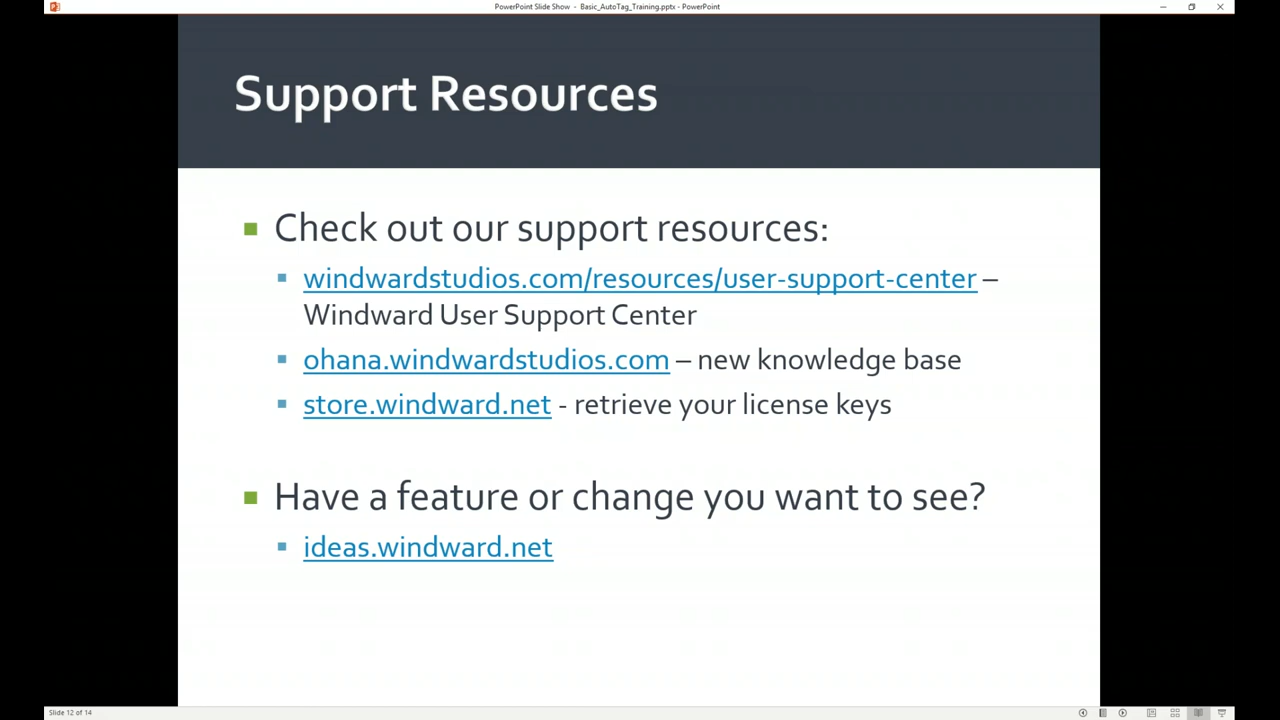 PowerPoint Slide Show - Basic_AutoTag_Training.pptx - PowerPoint
Support Resources
Check out our support resources:
windwardstudios.com/resources/user-support-center –
Windward User Support Center
ohana.windwardstudios.com – new knowledge base
store.windward.net - retrieve your license keys
Have a feature or change you want to see?
ideas.windward.net
Slide 12 of 14